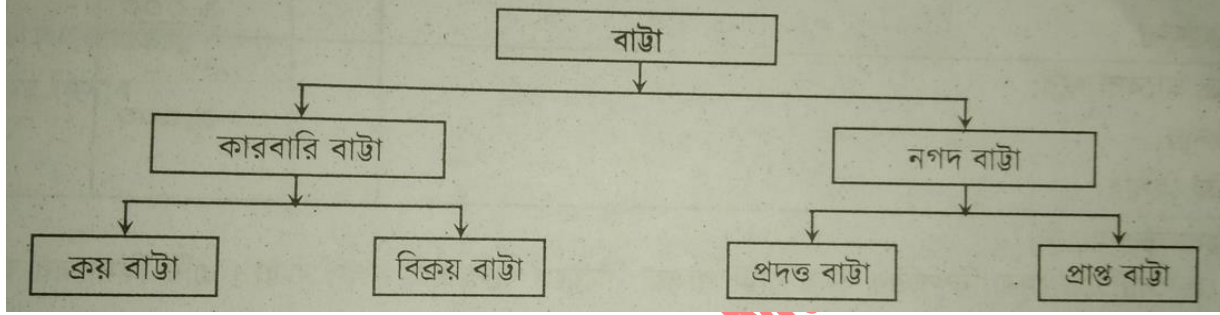 বাট্টা
কারবারি বাট্টা
নগদ বাট্টা
ক্রয় বাট্টা
বিক্রয় বাট্টা
প্রদত্ত বাট্টা
প্রাপ্ত বাট্টা